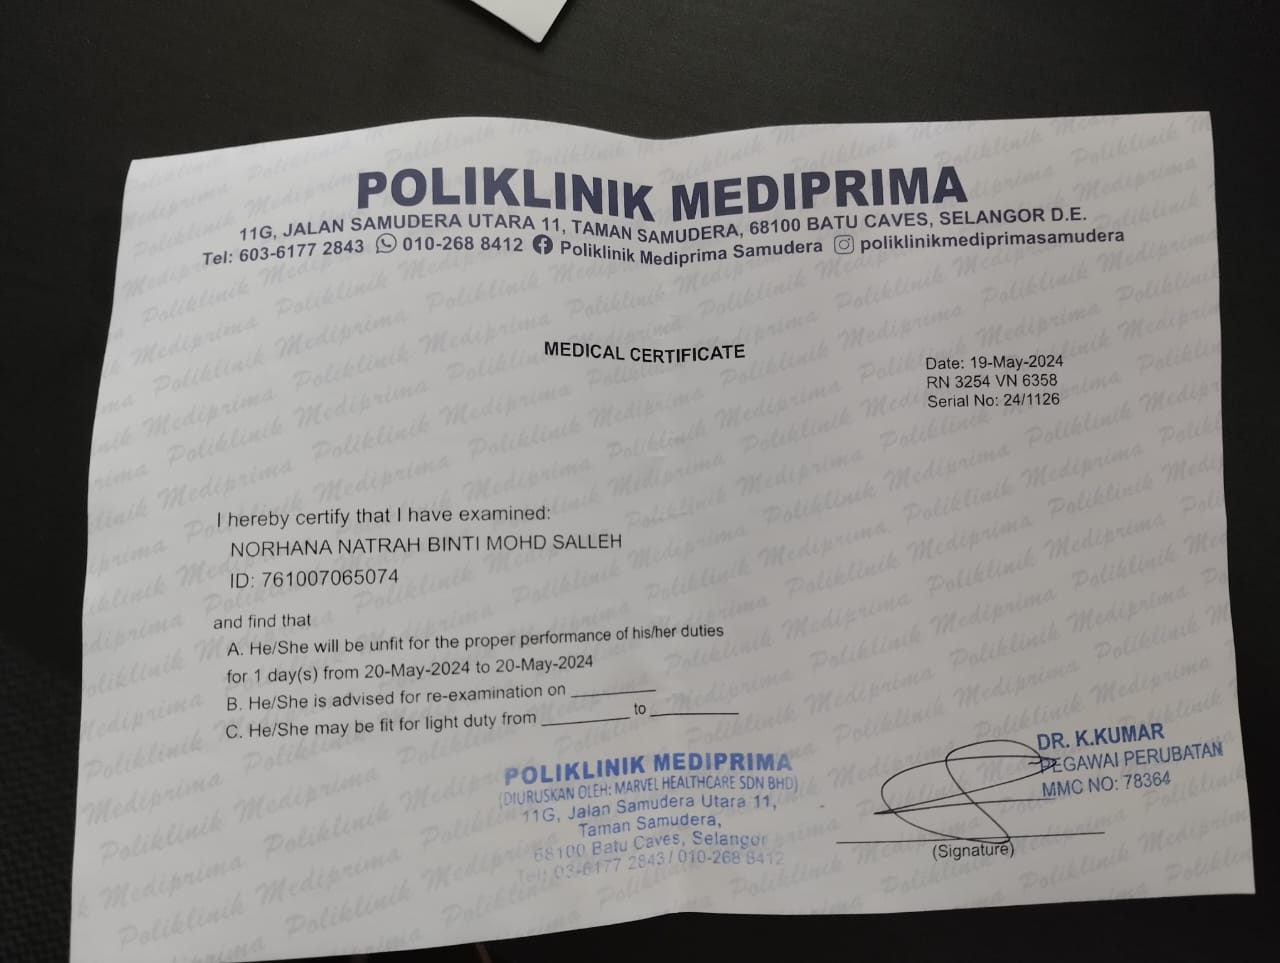 POLIKLINIK MEDIPRIMA
11G, JALAN SAMUDERA UTARA 11, TAMAN SAMUDERA, 68100 BATU CAVES, SELANGOR D.E.
Tel: 603-6177 2843 010-268 8412 Poliklinik Mediprima Samudera poliklinikmediprimasamudera
MEDICAL CERTIFICATE
Date: 19-May-2024
RN 3254 VN 6358
Serial No: 24/1126
I hereby certify that I have examined:
NORHANA NATRAH BINTI MOHD SALLEH
ID: 761007065074
and find that
A. He/She will be unfit for the proper performance of his/her duties
for 1 day(s) from 20-May-2024 to 20-May-2024
B. He/She is advised for re-examination on ________
C. He/She may be fit for light duty from ________ to ________
POLIKLINIK MEDIPRIMA
(DIURUSKAN OLEH: MARVEL HEALTHCARE SDN BHD)
11G, Jalan Samudera Utara 11,
Taman Samudera,
68100 Batu Caves, Selangor
Tel: 03-6177 2843 / 010-268 8412
DR. K.KUMAR
PEGAWAI PERUBATAN
MMC NO: 78364
(Signature)